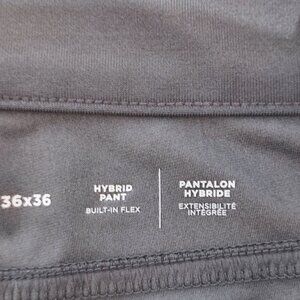 36x36
HYBRID
PANT
BUILT-IN FLEX
PANTALON
HYBRIDE
EXTENSIBILITÉ
INTÉGRÉE